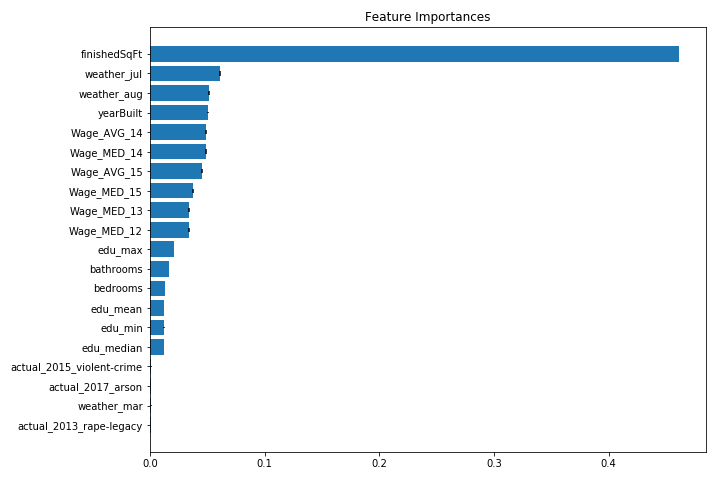 Feature Importances
finishedSqFt
weather_jul
weather_aug
yearBuilt
Wage_AVG_14
Wage_MED_14
Wage_AVG_15
Wage_MED_15
Wage_MED_13
Wage_MED_12
edu_max
bathrooms
bedrooms
edu_mean
edu_min
edu_median
actual_2015_violent-crime
actual_2017_arson
weather_mar
actual_2013_rape-legacy
0.0 0.1 0.2 0.3 0.4